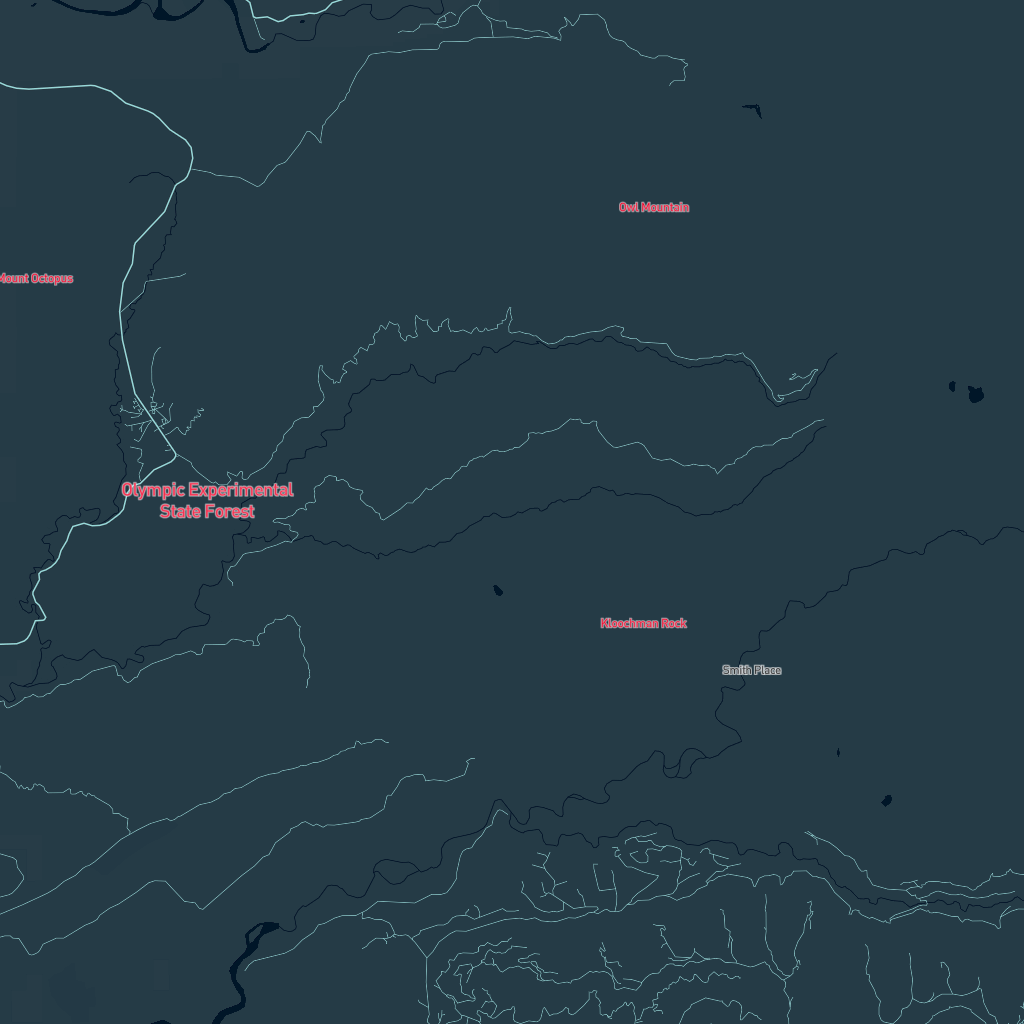 Owl Mountain
Mount Octopus
Olympic Experimental
State Forest
Kloochman Rock
Smith Place